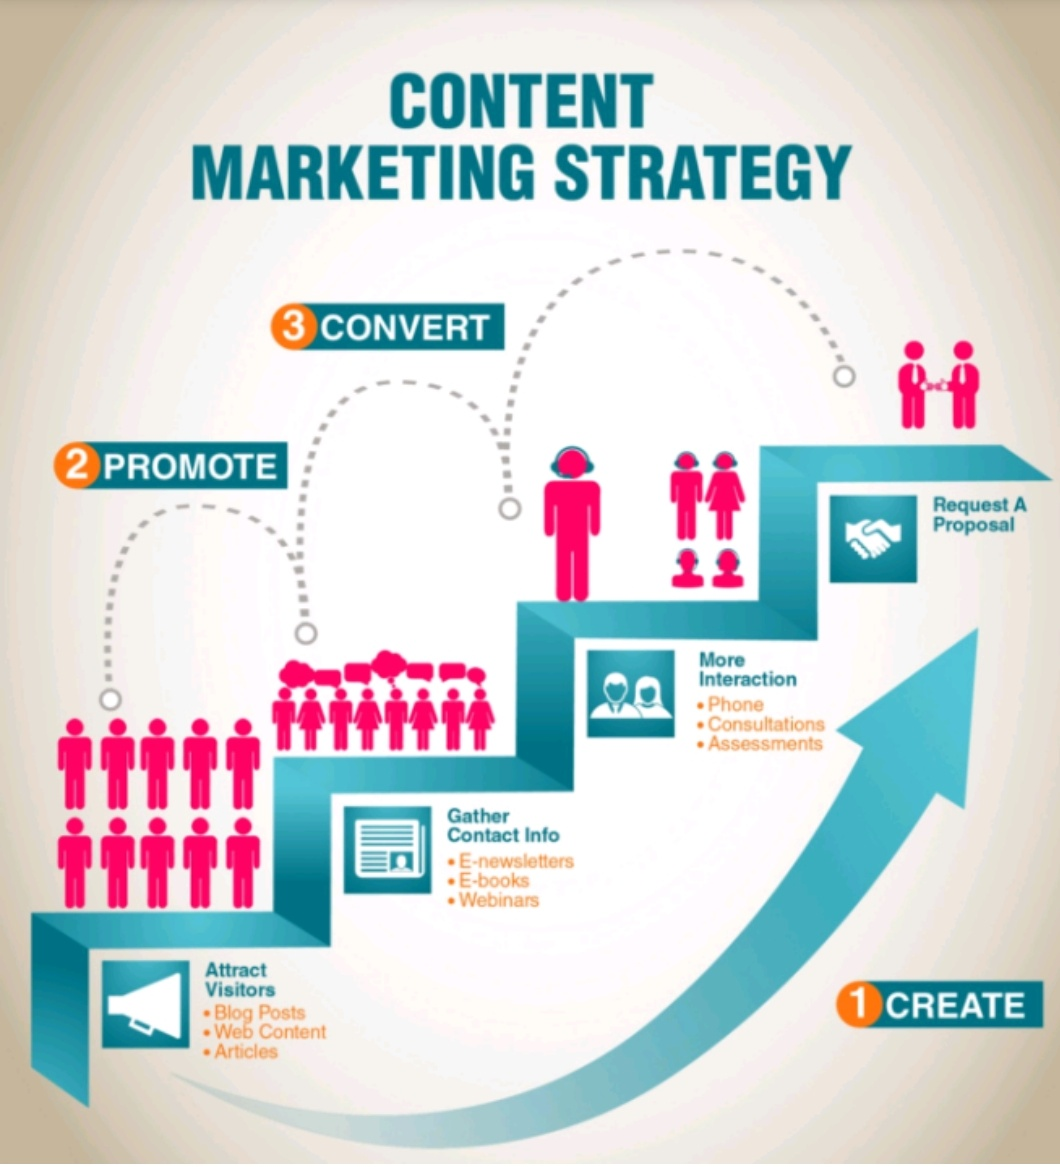 CONTENT
MARKETING STRATEGY
3 CONVERT
2 PROMOTE
Request A
Proposal
More
Interaction
• Phone
• Consultations
• Assessments
Gather
Contact Info
• E-newsletters
• E-books
• Webinars
Attract
Visitors
• Blog Posts
• Web Content
• Articles
1 CREATE